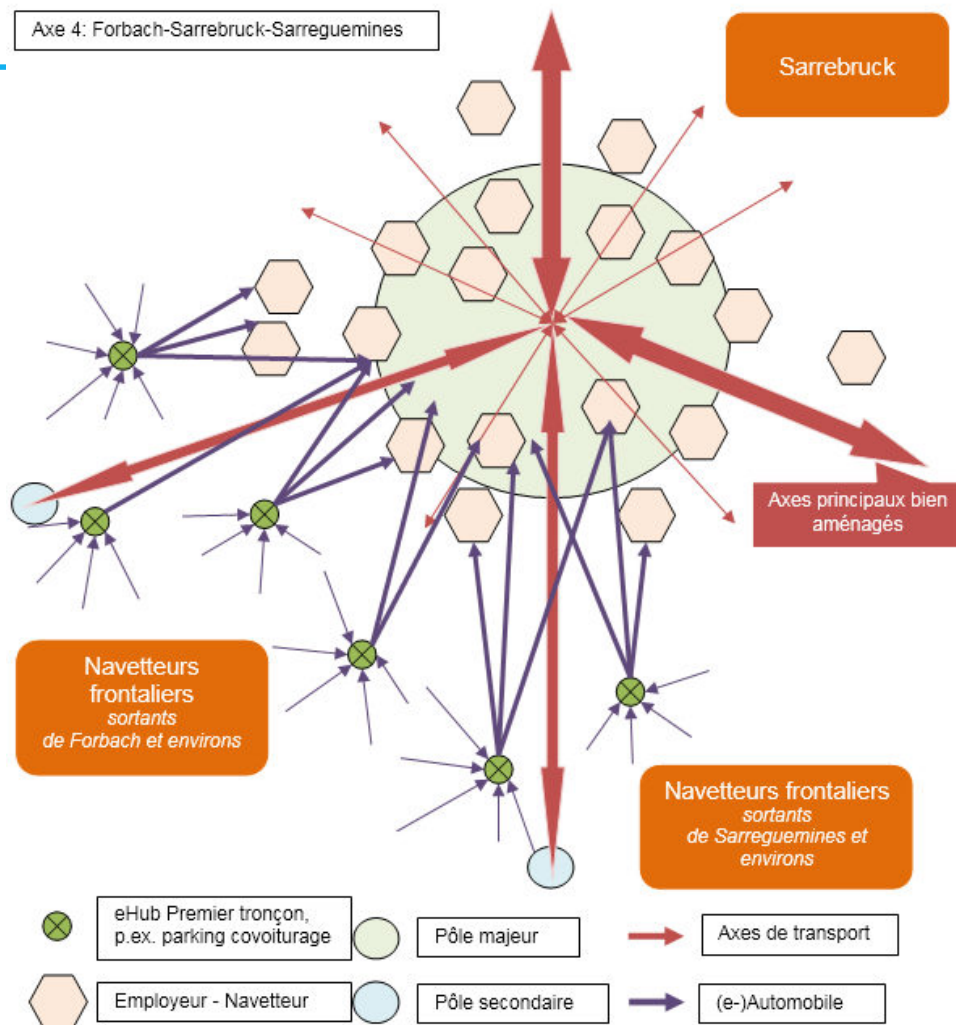 Axe 4: Forbach-Sarrebruck-Sarreguemines
Sarrebruck
Axes principaux bien
aménagés
Navetteurs
frontaliers
sortants
de Forbach et environs
Navetteurs frontaliers
sortants
de Sarreguemines et
environs
eHub Premier tronçon,
p.ex. parking covoiturage
Pôle majeur
Axes de transport
Employeur - Navetteur
Pôle secondaire
(e-)Automobile